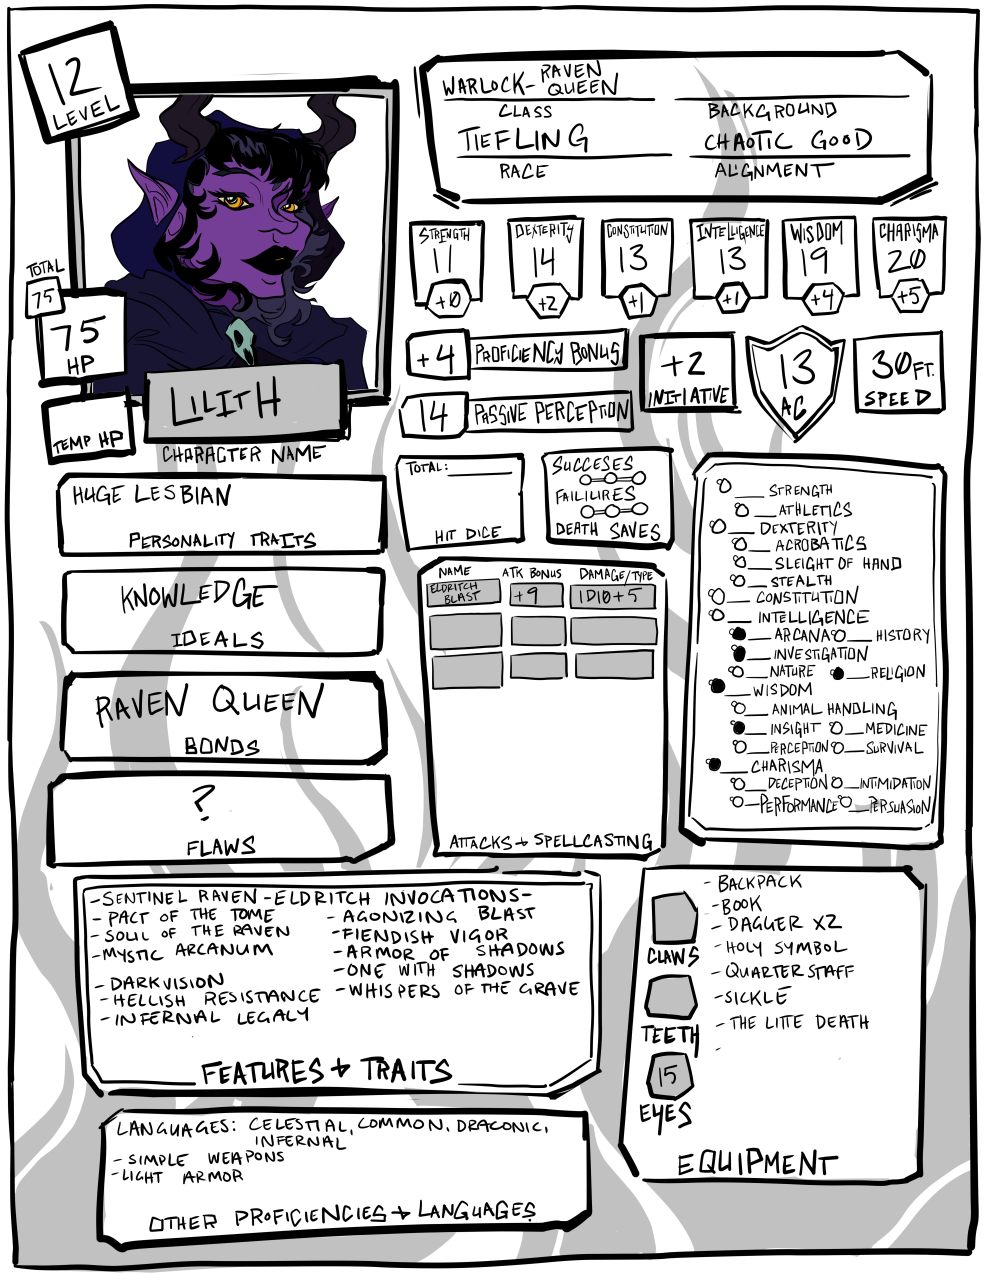 12
LEVEL
WARLOCK- RAVEN QUEEN
CLASS
BACKGROUND
TIEFLING
CHAOTIC GOOD
RACE
ALIGNMENT
STRENGTH
11
+0
DEXTERITY
14
+2
CONSTITUTION
13
+1
INTELLIGENCE
13
+1
WISDOM
19
+4
CHARISMA
20
+5
TOTAL
75
75
HP
TEMP HP
LILITH
CHARACTER NAME
+4 PROFICIENCY BONUS
14 PASSIVE PERCEPTION
+2
INITIATIVE
13
AC
30 FT.
SPEED
HUGE LESBIAN
PERSONALITY TRAITS
KNOWLEDGE
IDEALS
RAVEN QUEEN
BONDS
?
FLAWS
TOTAL:
HIT DICE
SUCCESES
FAILILIRES
DEATH SAVES
NAME ATK BONUS DAMAGE/TYPE
ELDRITCH BLAST +9 1D10+5
ATTACKS + SPELLCASTING
STRENGTH
ATHLETICS
DEXTERITY
ACROBATICS
SLEIGHT OF HAND
STEALTH
CONSTITUTION
INTELLIGENCE
ARCANA HISTORY
INVESTIGATION
NATURE RELIGION
WISDOM
ANIMAL HANDLING
INSIGHT MEDICINE
PERCEPTION SURVIVAL
CHARISMA
DECEPTION INTIMIDATION
PERFORMANCE PERSUASION
-SENTINEL RAVEN
- PACT OF THE TOME
- SOUL OF THE RAVEN
-MYSTIC ARCANUM
- DARKVISION
- HELLISH RESISTANCE
- INFERNAL LEGALY
-ELDRITCH INVOCATIONS-
- AGONIZING BLAST
-FIENDISH VIGOR
-ARMOR OF SHADOWS
-ONE WITH SHADOWS
-WHISPERS OF THE GRAVE
FEATURES + TRAITS
LANGUAGES: CELESTIAL, COMMON, DRACONIC,
INFERNAL
- SIMPLE WEAPONS
-LIGHT ARMOR
OTHER PROFICIENCIES + LANGUAGES
CLAWS
TEETH
15
EYES
- BACKPACK
-BOOK
- DAGGER X2
- HOLY SYMBOL
- QUARTER STAFF
-SICKLE
- THE LITTE DEATH
-
EQUIPMENT